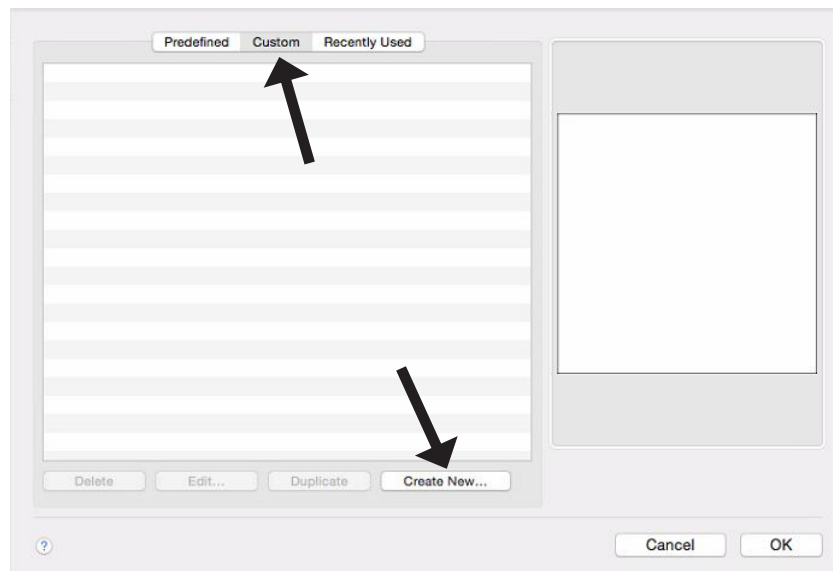 Predefined Custom Recently Used
Delete Edit... Duplicate Create New...
? Cancel OK